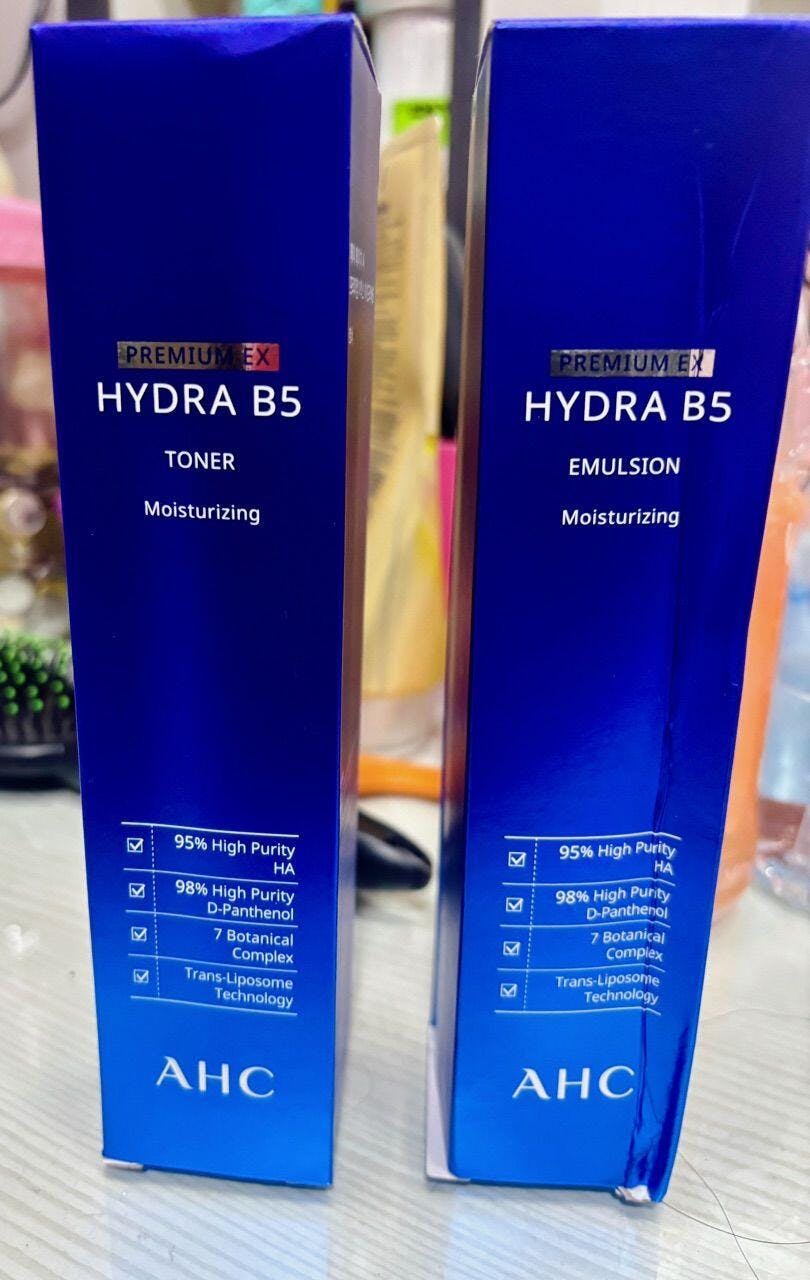 PREMIUM EX
HYDRA B5
TONER
Moisturizing
95% High Purity
HA
98% High Purity
D-Panthenol
7 Botanical
Complex
Trans-Liposome
Technology
AHC
PREMIUM EX
HYDRA B5
EMULSION
Moisturizing
95% High Purity
HA
98% High Purity
D-Panthenol
7 Botanical
Complex
Trans-Liposome
Technology
AHC